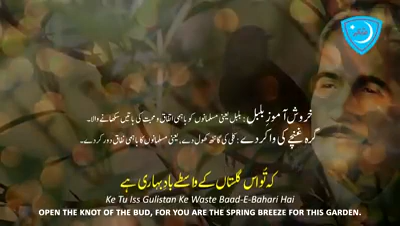 خروش آموز بلبل : بلبل یعنی مسلمانوں کو باہمی اتفاق و محبت کی باتیں سکھانے والا۔
گرہ غنچے کی وا کر دے : کلی کی گانٹھ کھول دے، یعنی مسلمانوں کا باہمی نفاق دور کر دے۔
کہ تو اس گلستاں کے واسطے باد بہاری ہے
Ke Tu Iss Gulistan Ke Waste Baad-E-Bahari Hai
OPEN THE KNOT OF THE BUD, FOR YOU ARE THE SPRING BREEZE FOR THIS GARDEN.